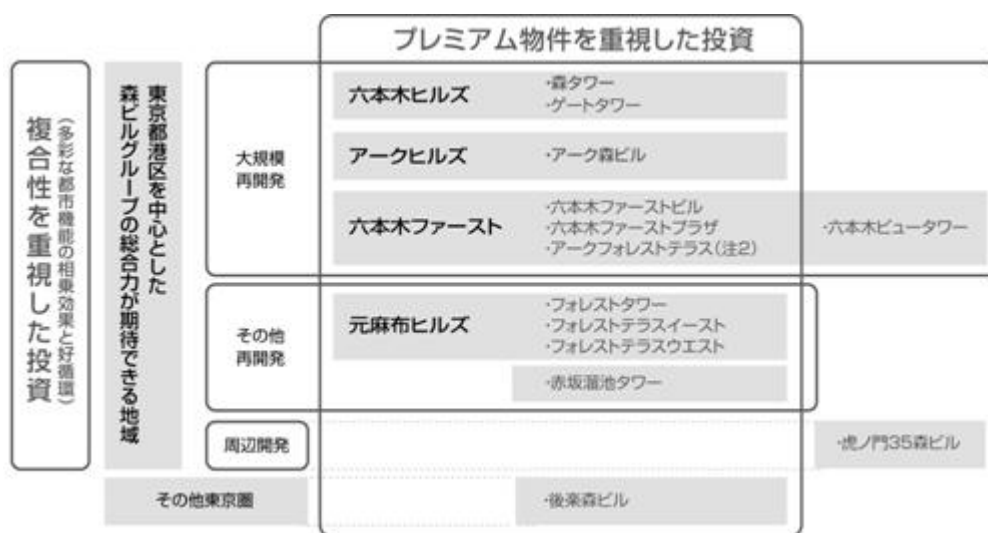 プレミアム物件を重視した投資
複合性を重視した投資
(多彩な都市機能の相乗効果と好循環)
東京都港区を中心とした
森ビルグループの総合力が期待できる地域
大規模
再開発
六本木ヒルズ
・森タワー
・ゲートタワー
アークヒルズ
・アーク森ビル
六本木ファースト
・六本木ファーストビル
・六本木ファーストプラザ
・アークフォレストテラス(注2)
・六本木ビュータワー
その他
再開発
元麻布ヒルズ
・フォレストタワー
・フォレストテラスイースト
・フォレストテラスウエスト
・赤坂溜池タワー
周辺開発
・虎ノ門35森ビル
その他東京圏
・後楽森ビル